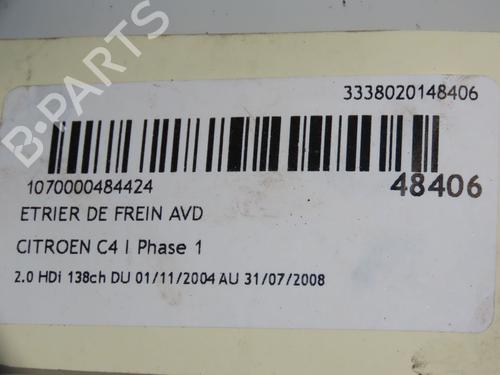 B-PARTS
3338020148406
1070000484424
48406
ETRIER DE FREIN AVD
CITROEN C4 I Phase 1
2.0 HDi 138ch DU 01/11/2004 AU 31/07/2008